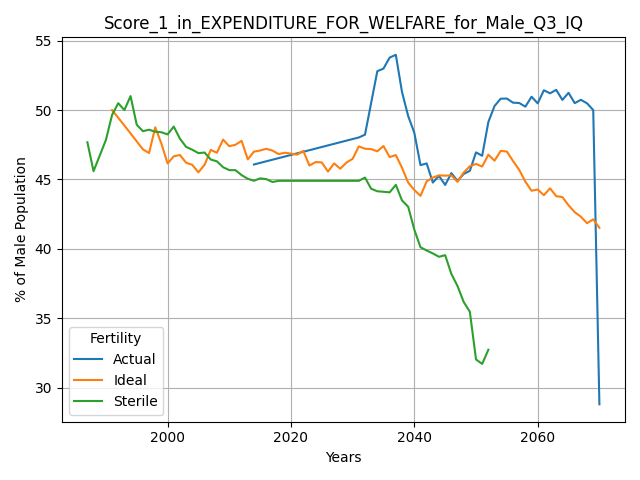 Score_1_in_EXPENDITURE_FOR_WELFARE_for_Male_Q3_IQ
% of Male Population
55
50
45
40
35
30
Fertility
Actual
Ideal
Sterile
2000
2020
2040
2060
Years